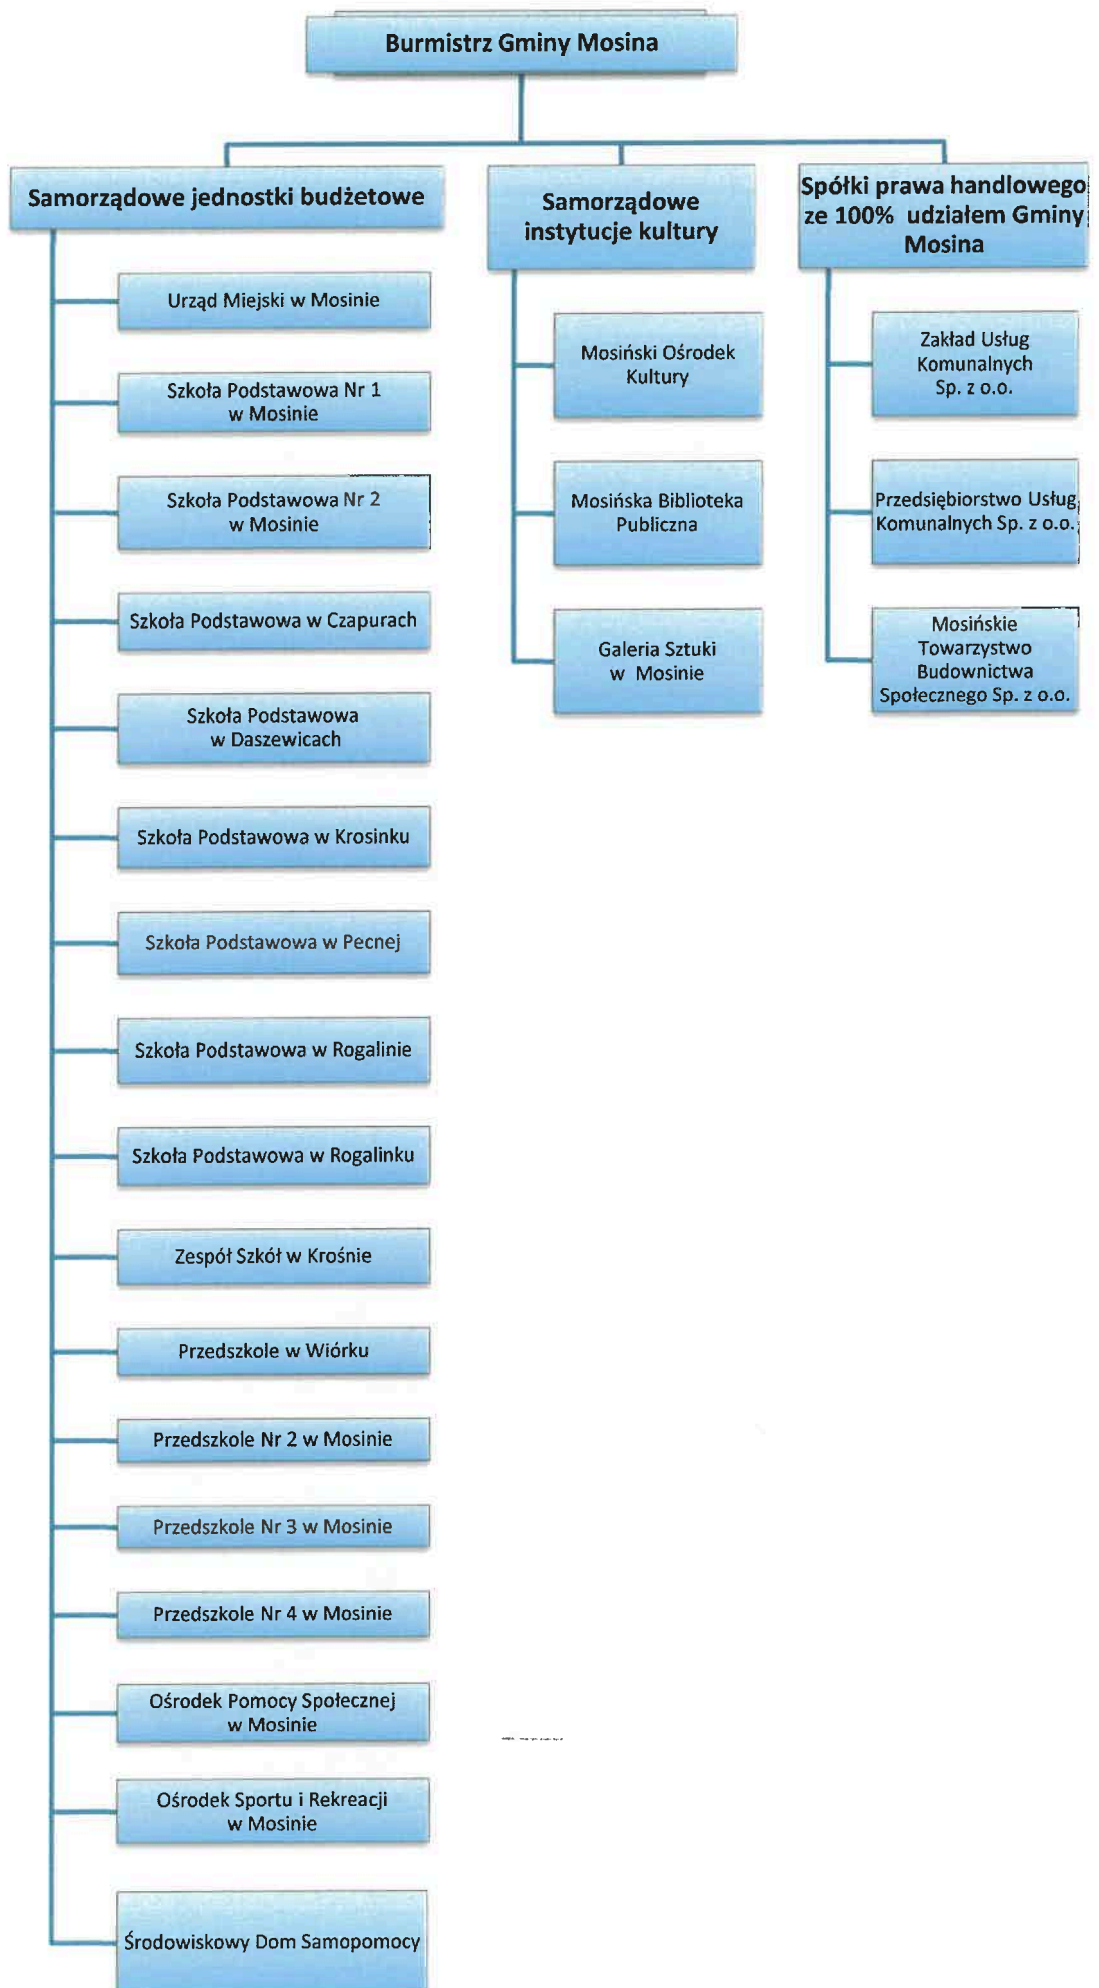 Burmistrz Gminy Mosina
Samorządowe jednostki budżetowe
Urząd Miejski w Mosinie
Szkoła Podstawowa Nr 1
w Mosinie
Szkoła Podstawowa Nr 2
w Mosinie
Szkoła Podstawowa w Czapurach
Szkoła Podstawowa
w Daszewicach
Szkoła Podstawowa w Krosinku
Szkoła Podstawowa w Pecnej
Szkoła Podstawowa w Rogalinie
Szkoła Podstawowa w Rogalinku
Zespół Szkół w Krośnie
Przedszkole w Wiórku
Przedszkole Nr 2 w Mosinie
Przedszkole Nr 3 w Mosinie
Przedszkole Nr 4 w Mosinie
Ośrodek Pomocy Społecznej
w Mosinie
Ośrodek Sportu i Rekreacji
w Mosinie
Środowiskowy Dom Samopomocy
Samorządowe
instytucje kultury
Mosiński Ośrodek
Kultury
Mosińska Biblioteka
Publiczna
Galeria Sztuki
w Mosinie
Spółki prawa handlowego
ze 100% udziałem Gminy
Mosina
Zakład Usług
Komunalnych
Sp. z o.o.
Przedsiębiorstwo Usług
Komunalnych Sp. z o.o.
Mosińskie
Towarzystwo
Budownictwa
Społecznego Sp. z o.o.